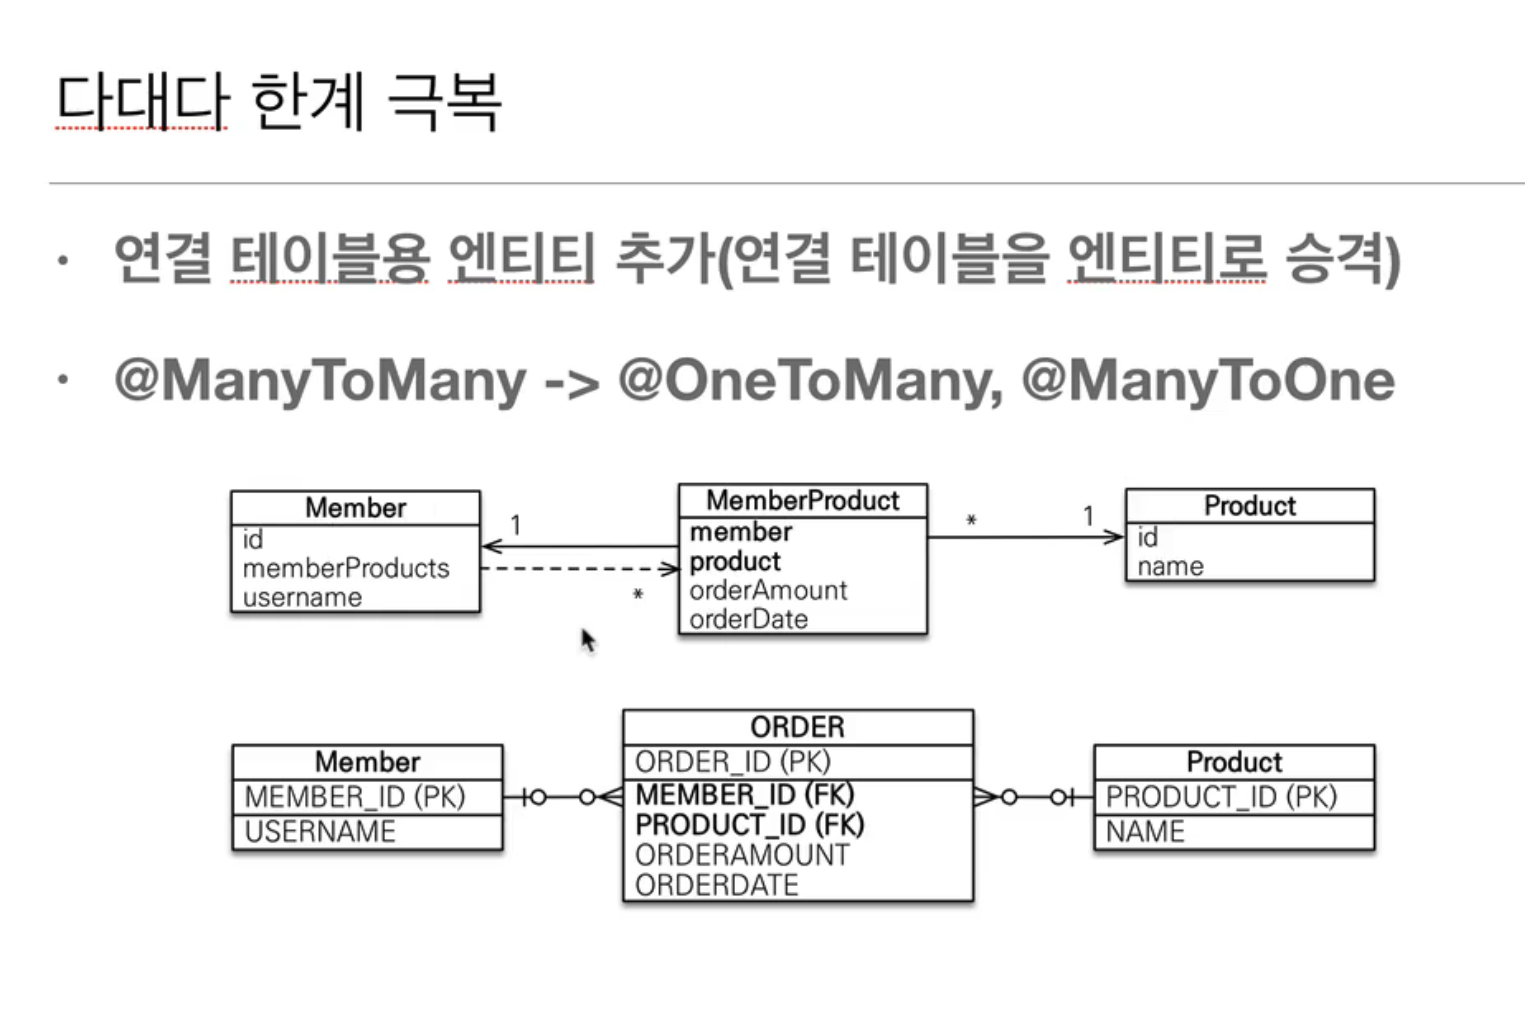 다대다 한계 극복
· 연결 테이블용 엔티티 추가(연결 테이블을 엔티티로 승격)
· @ManyToMany -> @OneToMany, @ManyToOne
Member
id
memberProducts
username
1
*
MemberProduct
member
product
orderAmount
orderDate
*
1
Product
id
name
Member
MEMBER_ID (PK)
USERNAME
ORDER
ORDER_ID (PK)
MEMBER_ID (FK)
PRODUCT_ID (FK)
ORDERAMOUNT
ORDERDATE
Product
PRODUCT_ID (PK)
NAME